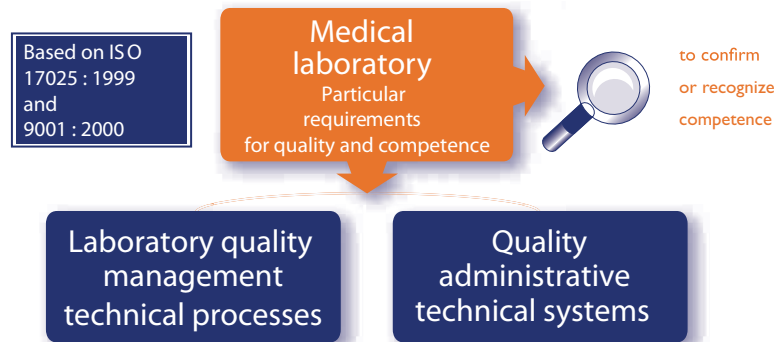 Based on ISO
17025 : 1999
and
9001 : 2000
Medical
laboratory
Particular
requirements
for quality and competence
to confirm
or recognize
competence
Laboratory quality
management
technical processes
Quality
administrative
technical systems